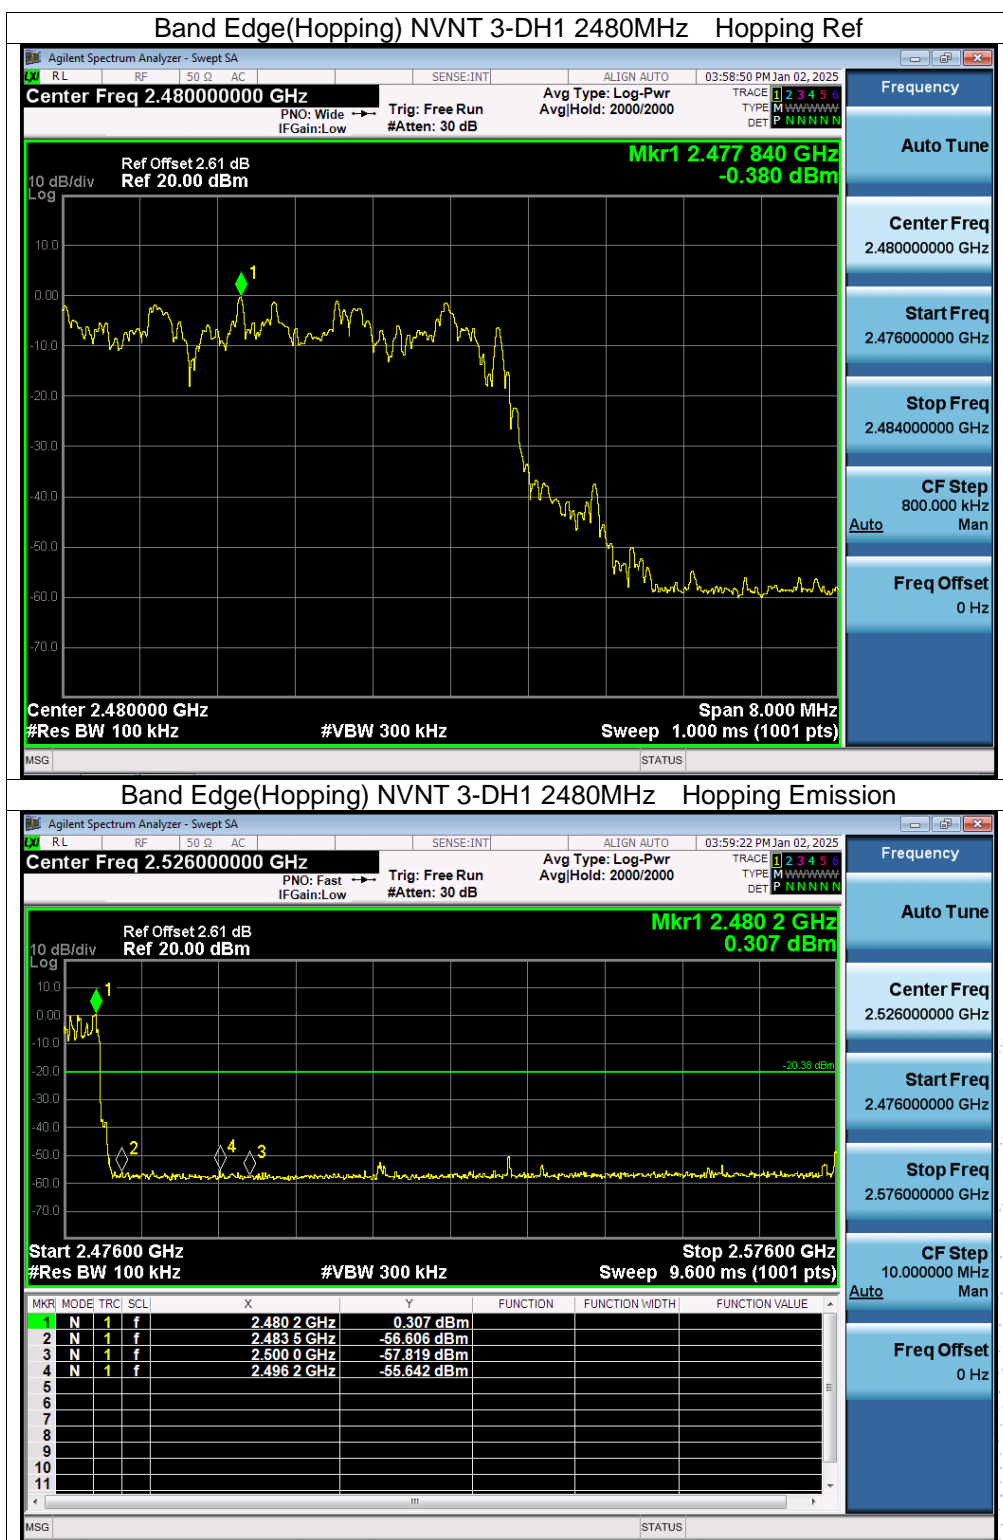 Band Edge(Hopping) NVNT 3-DH1 2480MHz Hopping Ref
Agilent Spectrum Analyzer - Swept SA
LXI RL RF 50 Ω AC SENSE:INT ALIGN AUTO 03:58:50 PM Jan 02, 2025
Center Freq 2.480000000 GHz
PNO: Wide
IFGain:Low
Trig: Free Run
#Atten: 30 dB
Avg Type: Log-Pwr
Avg|Hold: 2000/2000
TRACE 1 2 3 4 5 6
TYPE M W W W W W
DET P N N N N N
Mkr1 2.477 840 GHz
-0.380 dBm
Ref Offset 2.61 dB
10 dB/div Ref 20.00 dBm
Log
10.0
0.00
-10.0
-20.0
-30.0
-40.0
-50.0
-60.0
-70.0
1
Center 2.480000 GHz Span 8.000 MHz
#Res BW 100 kHz #VBW 300 kHz Sweep 1.000 ms (1001 pts)
MSG STATUS
Frequency
Auto Tune
Center Freq
2.480000000 GHz
Start Freq
2.476000000 GHz
Stop Freq
2.484000000 GHz
CF Step
800.000 kHz
Auto Man
Freq Offset
0 Hz
Band Edge(Hopping) NVNT 3-DH1 2480MHz Hopping Emission
Agilent Spectrum Analyzer - Swept SA
LXI RL RF 50 Ω AC SENSE:INT ALIGN AUTO 03:59:22 PM Jan 02, 2025
Center Freq 2.526000000 GHz
PNO: Fast
IFGain:Low
Trig: Free Run
#Atten: 30 dB
Avg Type: Log-Pwr
Avg|Hold: 2000/2000
TRACE 1 2 3 4 5 6
TYPE M W W W W W
DET P N N N N N
Mkr1 2.480 2 GHz
0.307 dBm
Ref Offset 2.61 dB
10 dB/div Ref 20.00 dBm
Log
10.0
0.00
-10.0
-20.0
-30.0
-40.0
-50.0
-60.0
-70.0
1
-20.38 dBm
2
4
3
Start 2.47600 GHz Stop 2.57600 GHz
#Res BW 100 kHz #VBW 300 kHz Sweep 9.600 ms (1001 pts)
MKR MODE TRC SCL X Y FUNCTION FUNCTION WIDTH FUNCTION VALUE
1 N 1 f 2.480 2 GHz 0.307 dBm
2 N 1 f 2.483 5 GHz -56.606 dBm
3 N 1 f 2.500 0 GHz -57.819 dBm
4 N 1 f 2.496 2 GHz -55.642 dBm
5
6
7
8
9
10
11
MSG STATUS
Frequency
Auto Tune
Center Freq
2.526000000 GHz
Start Freq
2.476000000 GHz
Stop Freq
2.576000000 GHz
CF Step
10.000000 MHz
Auto Man
Freq Offset
0 Hz